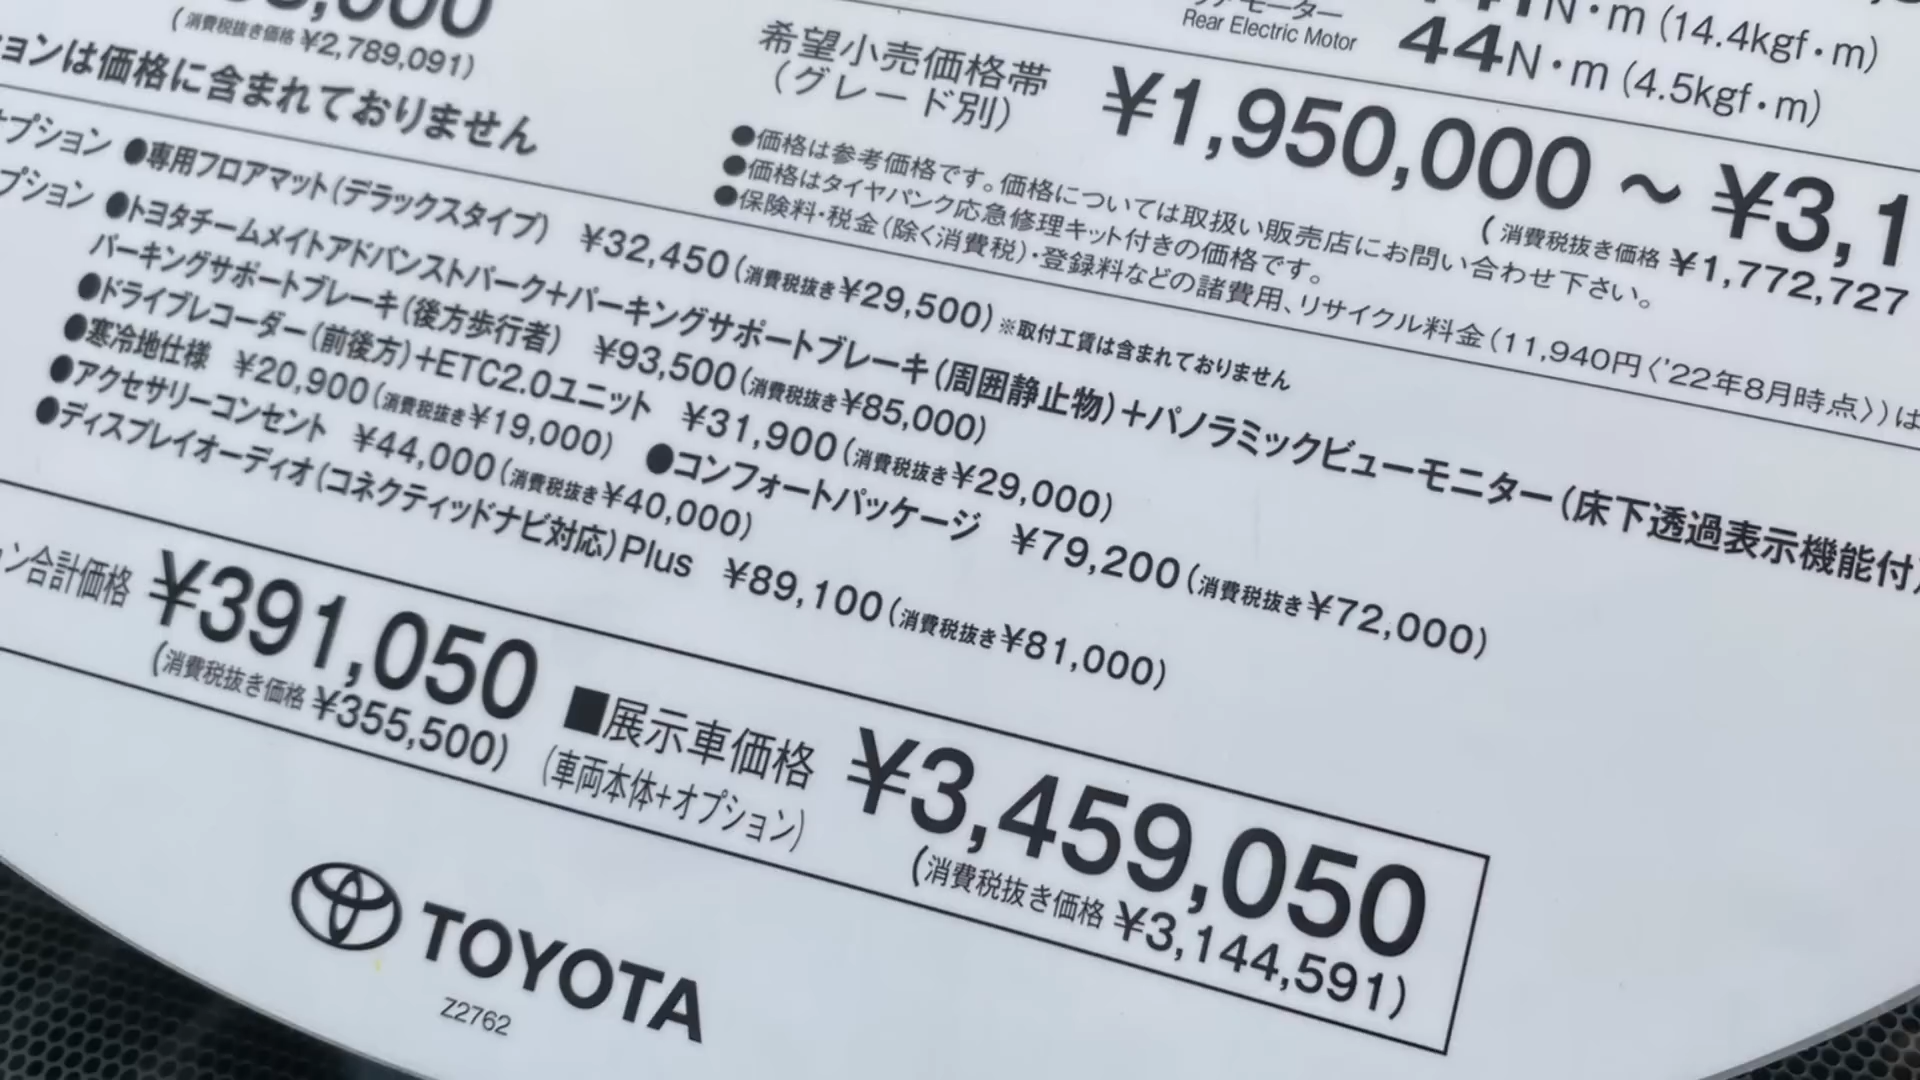 (消費税抜き価格 ¥2,789,091)
ョンは価格に含まれておりません
プション ●専用フロアマット(デラックスタイプ) ¥32,450(消費税抜き¥29,500)※取付工賃は含まれておりません
プション ●トヨタチームメイトアドバンストパーク+パーキングサポートブレーキ(周囲静止物)+パノラミックビューモニター(床下透過表示機能付)
パーキングサポートブレーキ(後方歩行者) ¥93,500(消費税抜き¥85,000)
●ドライブレコーダー(前後方)+ETC2.0ユニット ¥31,900(消費税抜き¥29,000)
●寒冷地仕様 ¥20,900(消費税抜き¥19,000) ●コンフォートパッケージ ¥79,200(消費税抜き¥72,000)
●アクセサリーコンセント ¥44,000(消費税抜き¥40,000)
●ディスプレイオーディオ(コネクティッドナビ対応)Plus ¥89,100(消費税抜き¥81,000)
ン合計価格 ¥391,050
(消費税抜き価格 ¥355,500)
■展示車価格 ¥3,459,050
(車両本体+オプション)
(消費税抜き価格 ¥3,144,591)
TOYOTA
Z2762
Rear Electric Motor
N・m(14.4kgf・m)
44N・m(4.5kgf・m)
希望小売価格帯
(グレード別)
¥1,950,000 ～ ¥3,1
(消費税抜き価格 ¥1,772,727
●価格は参考価格です。価格については取扱い販売店にお問い合わせ下さい。
●価格はタイヤパンク応急修理キット付きの価格です。
●保険料・税金(除く消費税)・登録料などの諸費用、リサイクル料金(11,940円〈'22年8月時点〉)は